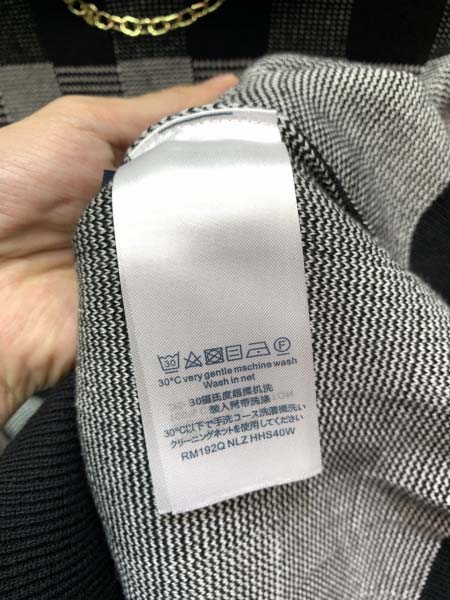 30
F
30°C very gentle mschine wash
Wash in net
30摄氏度超柔机洗
装入网带洗涤
30℃以下で手洗コース洗濯機洗い
クリーニングネットを使用してください
RM192Q NLZ HHS40W